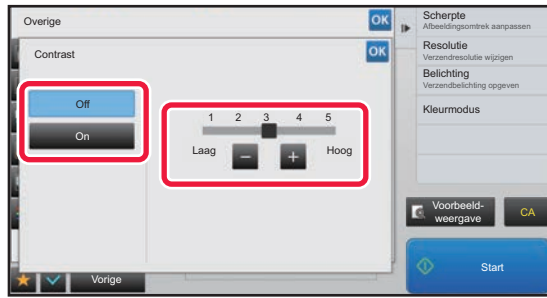 Overige
OK
Contrast
OK
Off
On
1 2 3 4 5
Laag
-
+
Hoog
Vorige
Scherpte
Afbeeldingsomtrek aanpassen
Resolutie
Verzendresolutie wijzigen
Belichting
Verzendbelichting opgeven
Kleurmodus
Voorbeeld-
weergave
CA
Start